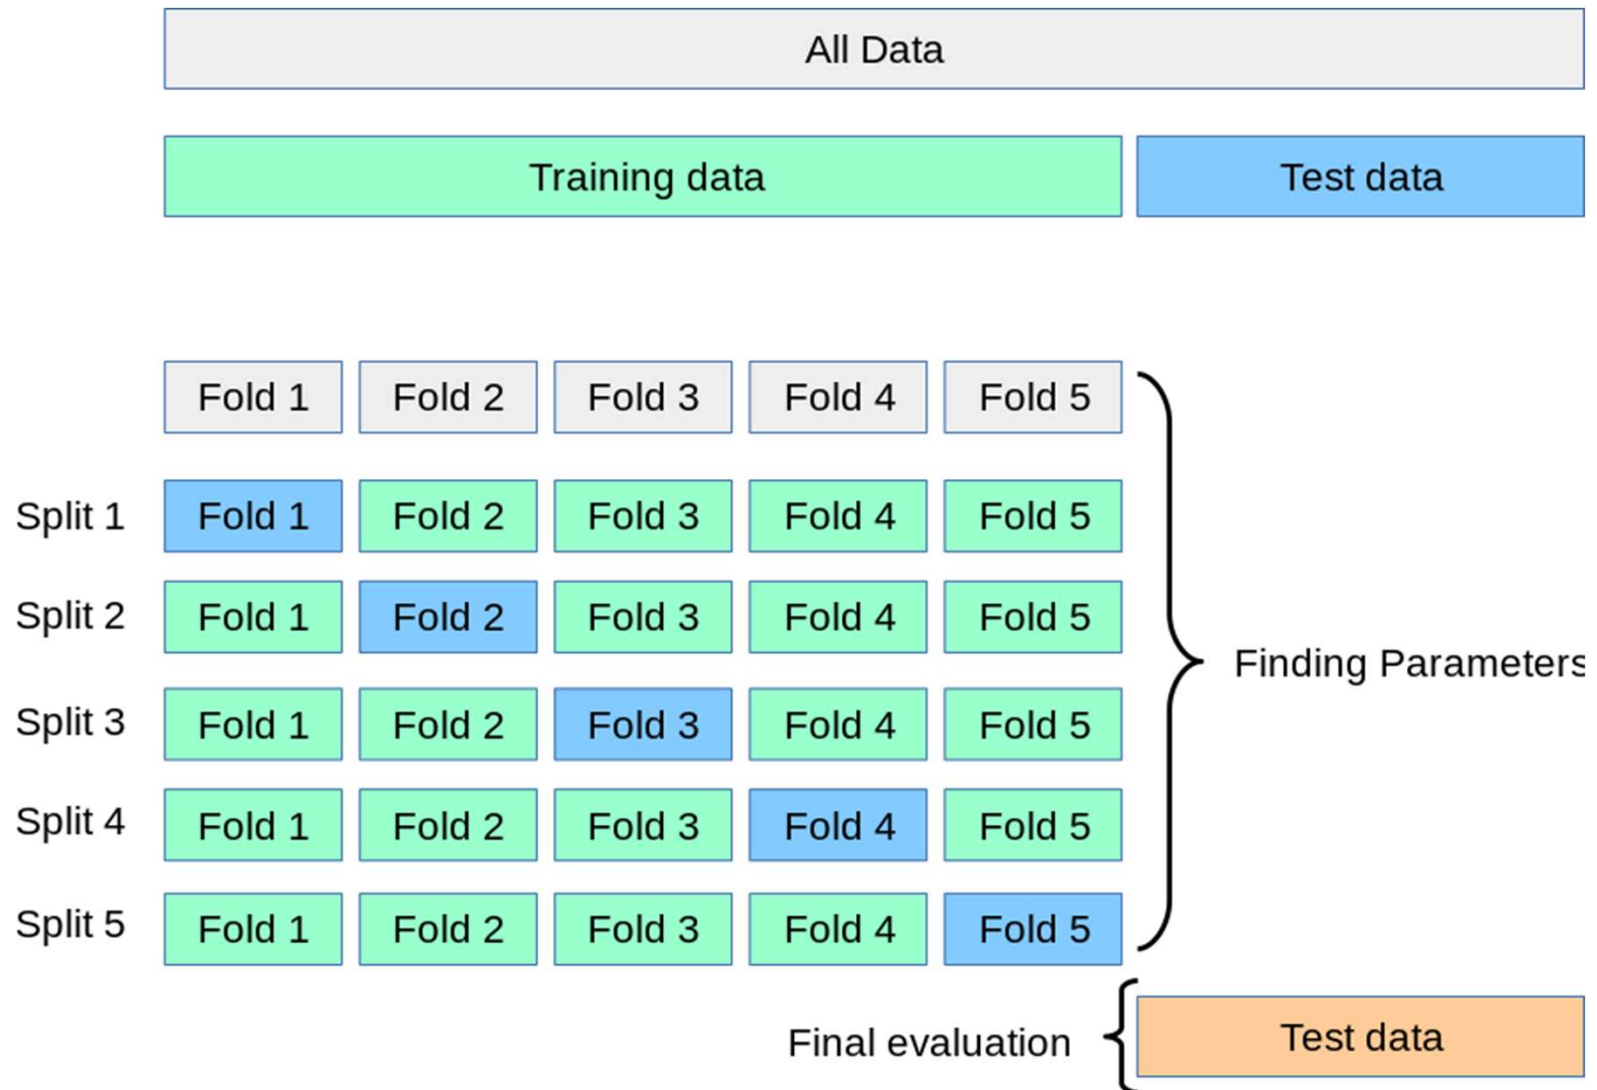 All Data
Training data Test data
Fold 1 Fold 2 Fold 3 Fold 4 Fold 5
Split 1 Fold 1 Fold 2 Fold 3 Fold 4 Fold 5
Split 2 Fold 1 Fold 2 Fold 3 Fold 4 Fold 5
Finding Parameters
Split 3 Fold 1 Fold 2 Fold 3 Fold 4 Fold 5
Split 4 Fold 1 Fold 2 Fold 3 Fold 4 Fold 5
Split 5 Fold 1 Fold 2 Fold 3 Fold 4 Fold 5
Final evaluation Test data